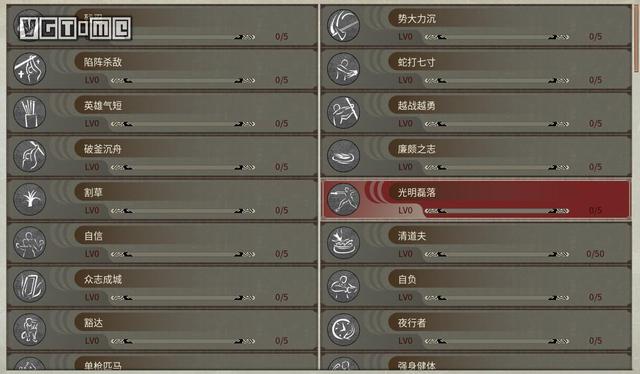 VGTIME
0/5
势大力沉
LV0 0/5
陷阵杀敌
LV0 0/5
蛇打七寸
LV0 0/5
英雄气短
LV0 0/5
越战越勇
LV0 0/5
破釜沉舟
LV0 0/5
廉颇之志
LV0 0/5
割草
LV0 0/5
光明磊落
LV0 0/5
自信
LV0 0/5
清道夫
LV0 0/50
众志成城
LV0 0/5
自负
LV0 0/5
豁达
LV0 0/5
夜行者
LV0 0/5
单枪匹马
强身健体